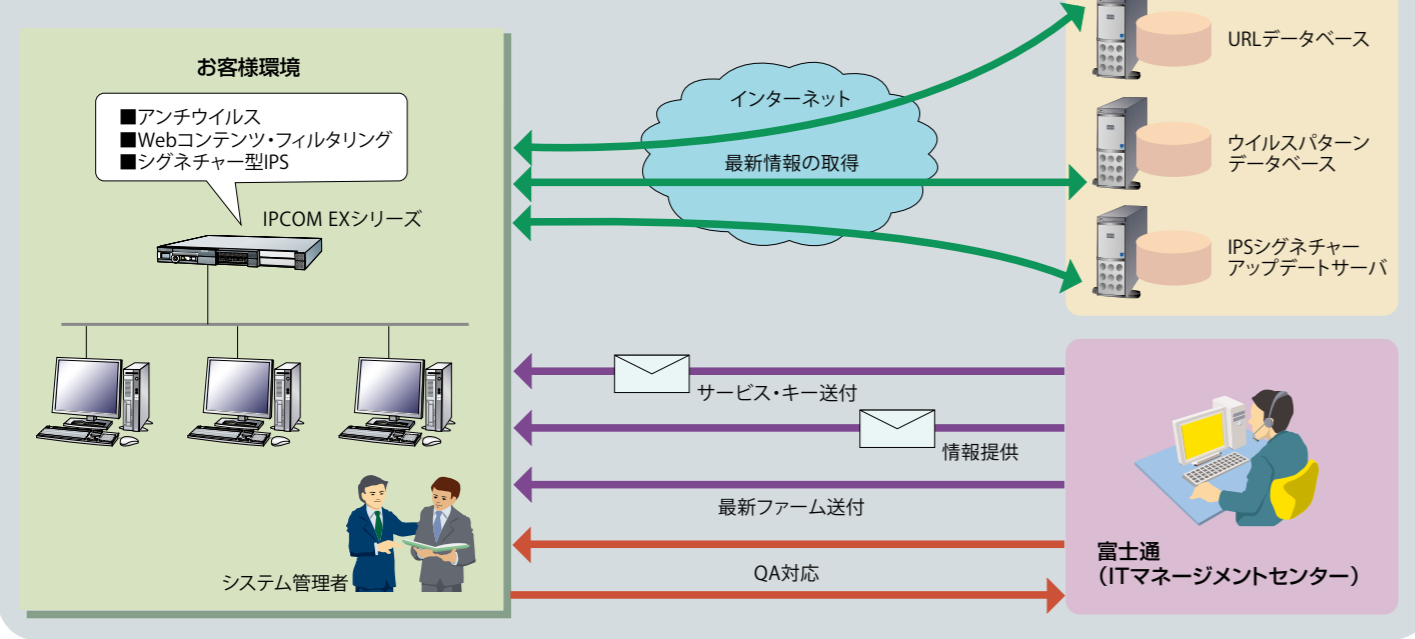 お客様環境
■アンチウイルス
■Webコンテンツ・フィルタリング
■シグネチャー型IPS
IPCOM EXシリーズ
システム管理者
インターネット
最新情報の取得
URLデータベース
ウイルスパターン
データベース
IPSシグネチャー
アップデートサーバ
サービス・キー送付
情報提供
最新ファーム送付
QA対応
富士通
（ITマネージメントセンター）